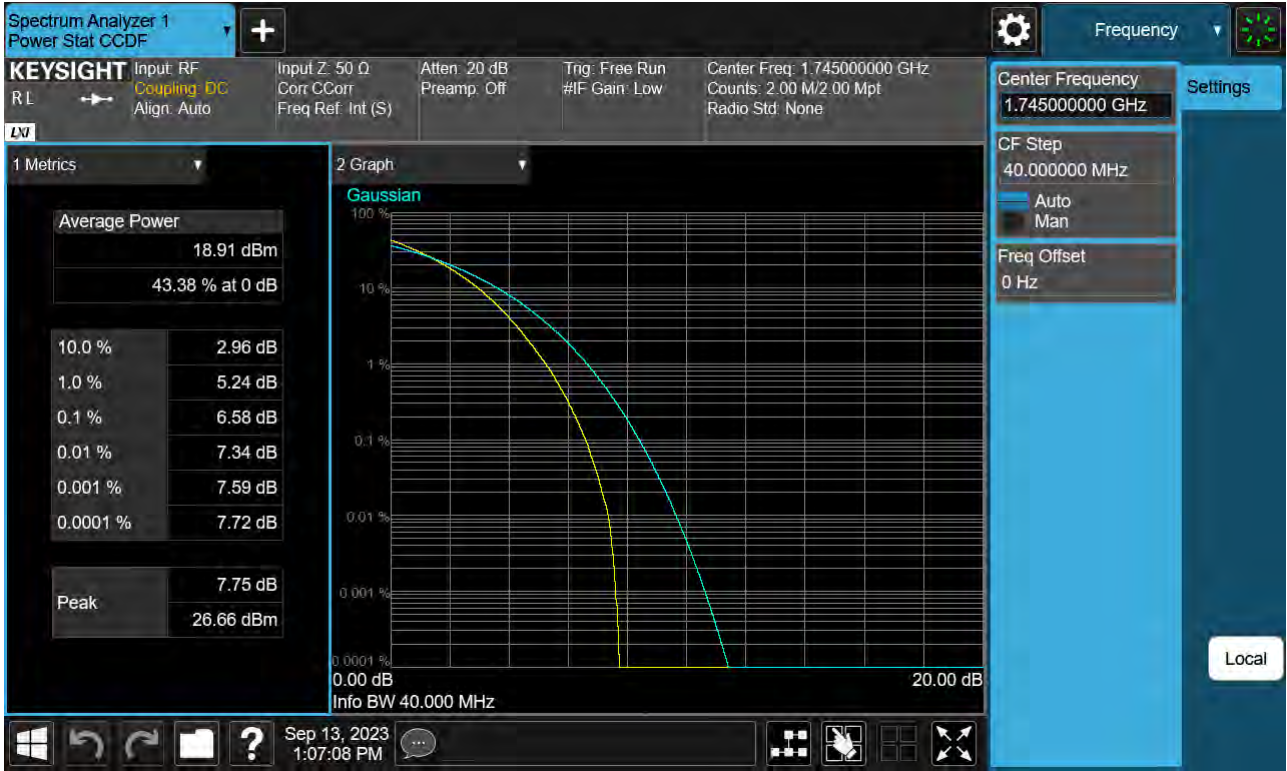 Spectrum Analyzer 1
Power Stat CCDF
Frequency
KEYSIGHT
R L
LXI
Input: RF
Coupling: DC
Align: Auto
Input Z: 50 Ω
Corr CCorr
Freq Ref: Int (S)
Atten: 20 dB
Preamp: Off
Trig: Free Run
#IF Gain: Low
Center Freq: 1.745000000 GHz
Counts: 2.00 M/2.00 Mpt
Radio Std: None
Center Frequency
1.745000000 GHz
Settings
CF Step
40.000000 MHz
Auto
Man
Freq Offset
0 Hz
Local
1 Metrics
Average Power
18.91 dBm
43.38 % at 0 dB
10.0 % 2.96 dB
1.0 % 5.24 dB
0.1 % 6.58 dB
0.01 % 7.34 dB
0.001 % 7.59 dB
0.0001 % 7.72 dB
Peak
7.75 dB
26.66 dBm
2 Graph
Gaussian
100 %
10 %
1 %
0.1 %
0.01 %
0.001 %
0.0001 %
0.00 dB 20.00 dB
Info BW 40.000 MHz
Sep 13, 2023
1:07:08 PM